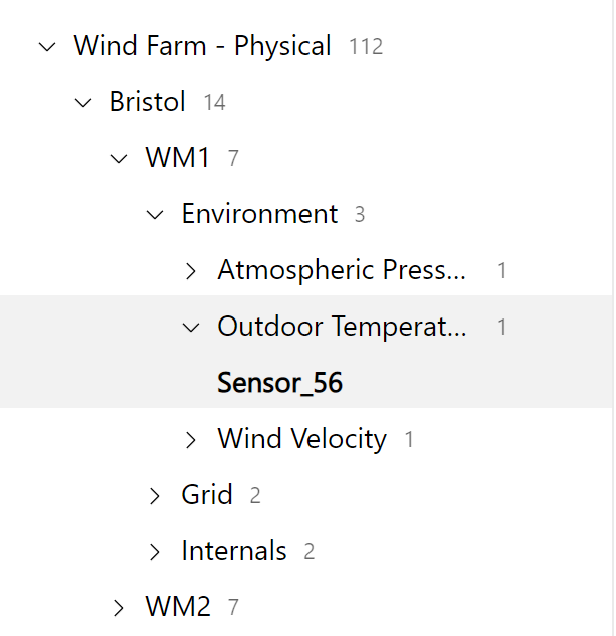 Wind Farm - Physical 112
Bristol 14
WM1 7
Environment 3
Atmospheric Press... 1
Outdoor Temperat... 1
Sensor_56
Wind Velocity 1
Grid 2
Internals 2
WM2 7